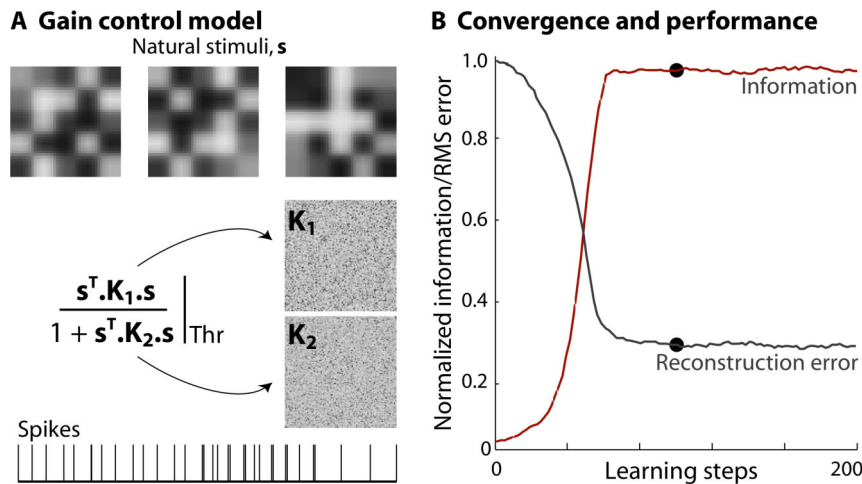 A Gain control model
Natural stimuli, s
K₁
sᵀ.K₁.s
1 + sᵀ.K₂.s
Thr
K₂
Spikes
B Convergence and performance
Normalized information/RMS error
1.0
0.8
0.6
0.4
0.2
0
Information
Reconstruction error
0
200
Learning steps